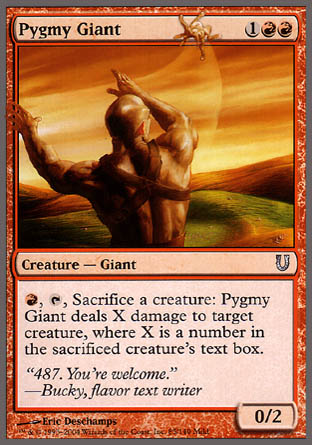 Pygmy Giant 1
Creature — Giant
, Sacrifice a creature: Pygmy
Giant deals X damage to target
creature, where X is a number in
the sacrificed creature's text box.
"487. You're welcome."
—Bucky, flavor text writer
Eric Deschamps
0/2